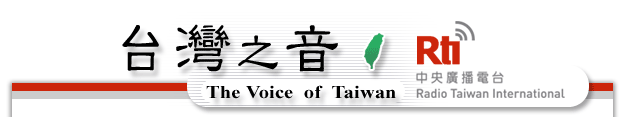 台灣之音
The Voice of Taiwan
Rti
中央廣播電台
Radio Taiwan International